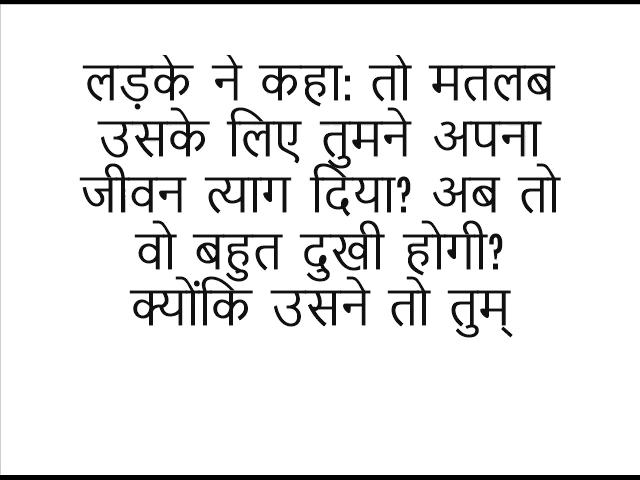 लड़के ने कहा: तो मतलब
उसके लिए तुमने अपना
जीवन त्याग दिया? अब तो
वो बहुत दुखी होगी?
क्योंकि उसने तो तुम्